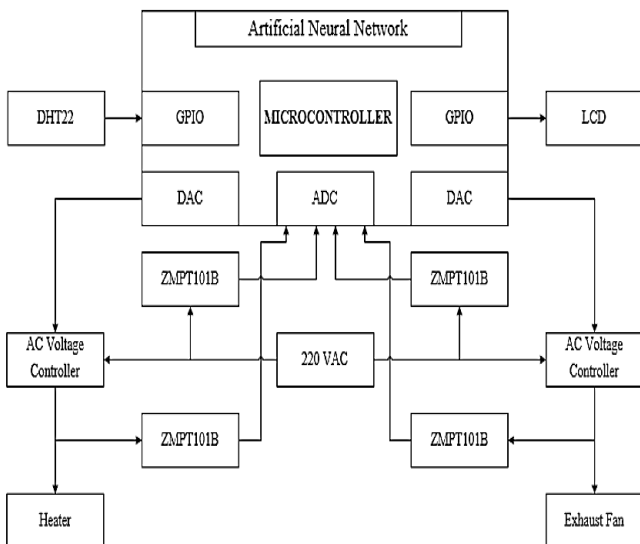 Artificial Neural Network
DHT22
GPIO
MICROCONTROLLER
GPIO
LCD
DAC
ADC
DAC
ZMPT101B
ZMPT101B
AC Voltage
Controller
220 VAC
AC Voltage
Controller
ZMPT101B
ZMPT101B
Heater
Exhaust Fan